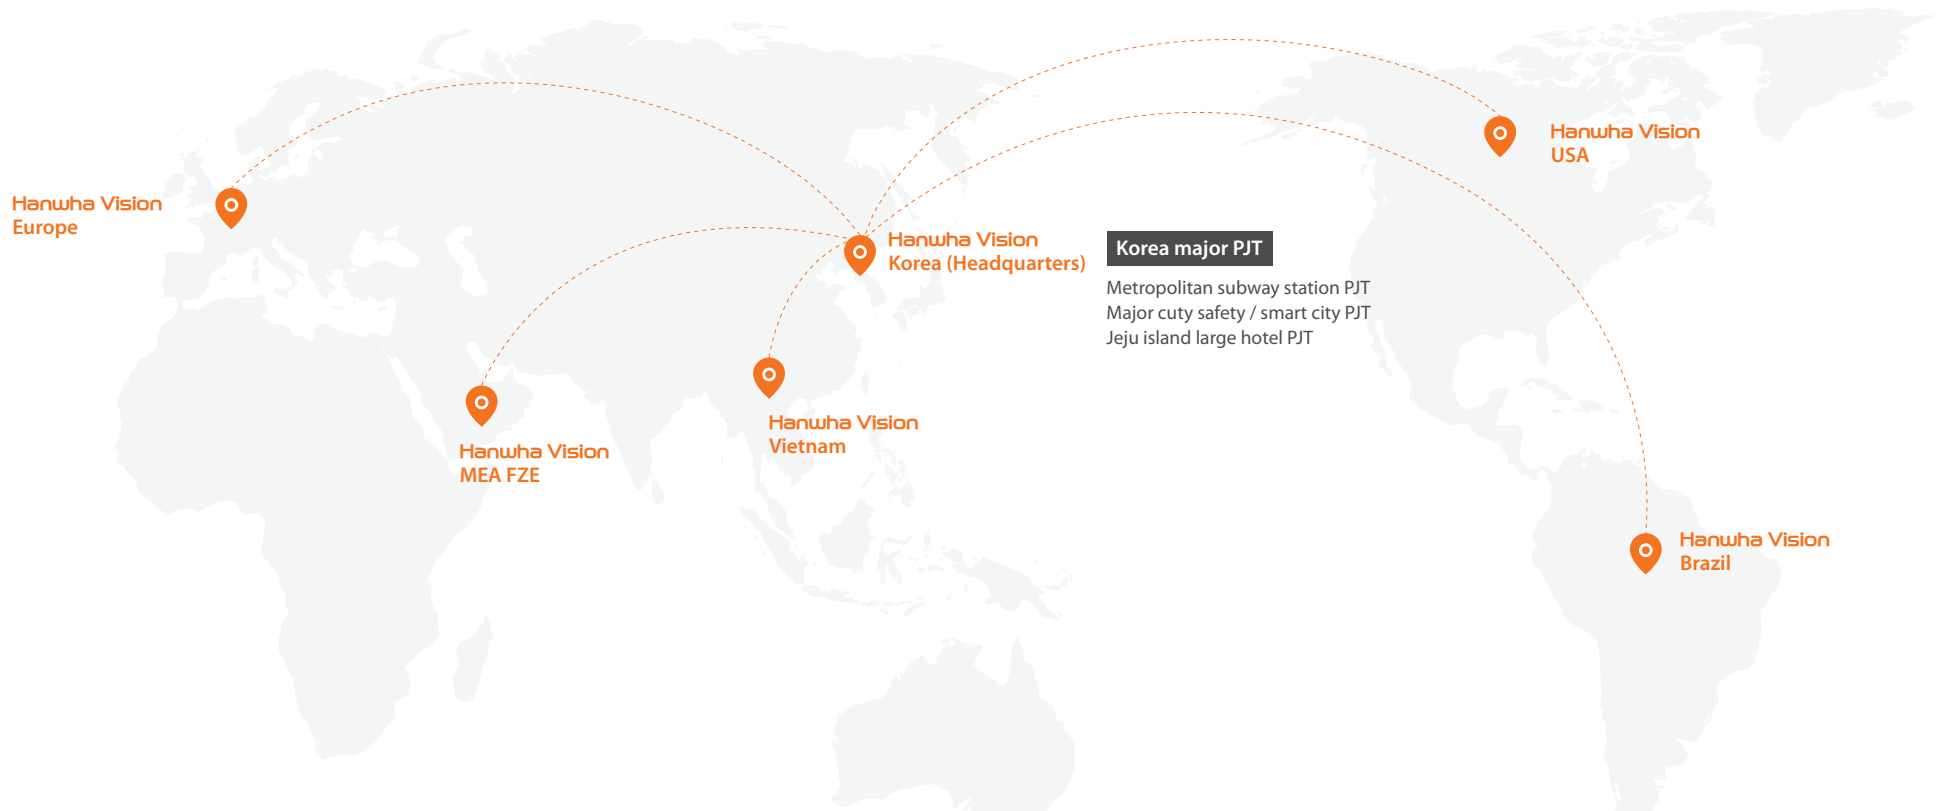 Hanwha Vision
Europe
Hanwha Vision
MEA FZE
Hanwha Vision
Vietnam
Hanwha Vision
Korea (Headquarters)
Korea major PJT
Metropolitan subway station PJT
Major cuty safety / smart city PJT
Jeju island large hotel PJT
Hanwha Vision
USA
Hanwha Vision
Brazil